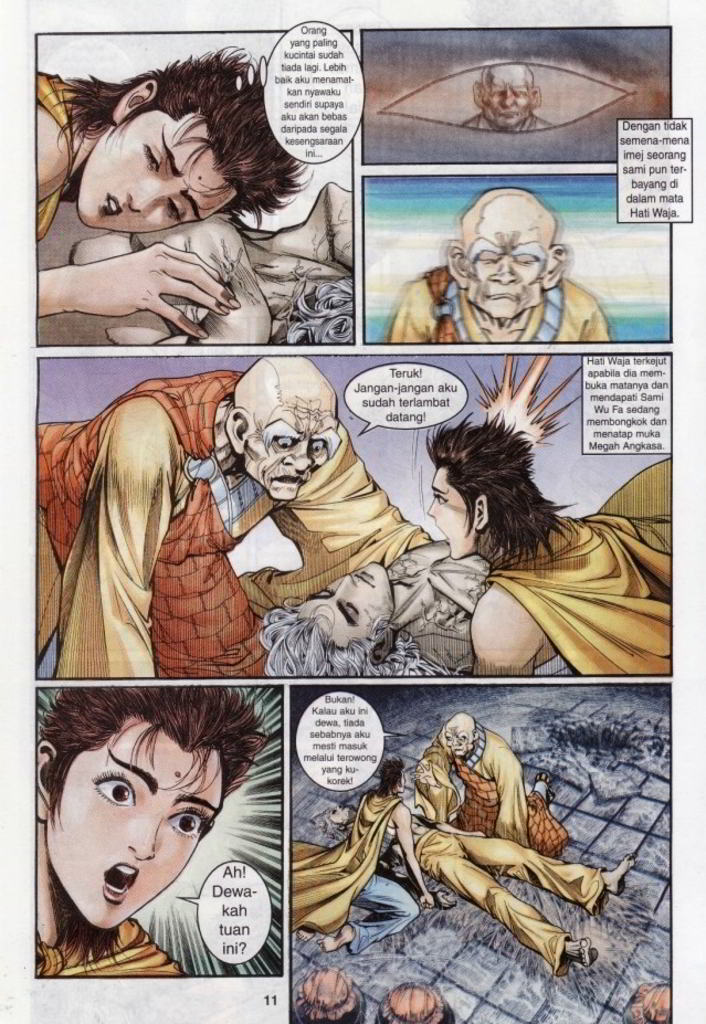 Orang
yang paling
kucintai sudah
tiada lagi. Lebih
baik aku menamat-
kan nyawaku
sendiri supaya
aku akan bebas
daripada segala
kesengsaraan
ini...
Dengan tidak
semena-mena
imej seorang
sami pun ter-
bayang di
dalam mata
Hati Waja.
Teruk!
Jangan-jangan aku
sudah terlambat
datang!
Hati Waja terkejut
apabila dia mem-
buka matanya dan
mendapati Sami
Wu Fa sedang
membongkok dan
menatap muka
Megah Angkasa.
Ah!
Dewa-
kah
tuan
ini?
Bukan!
Kalau aku ini
dewa, tiada
sebabnya aku
mesti masuk
melalui terowong
yang ku-
korek!
11